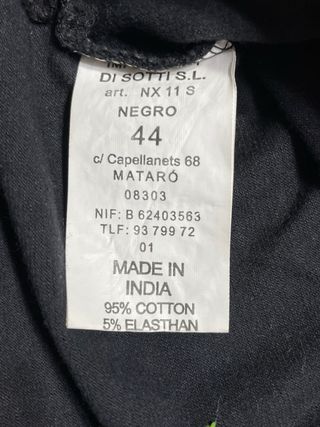 DI SOTTI S.L.
art. NX 11 S
NEGRO
44
c/ Capellanets 68
MATARÓ
08303
NIF: B 62403563
TLF: 93 799 72
01
MADE IN
INDIA
95% COTTON
5% ELASTHAN